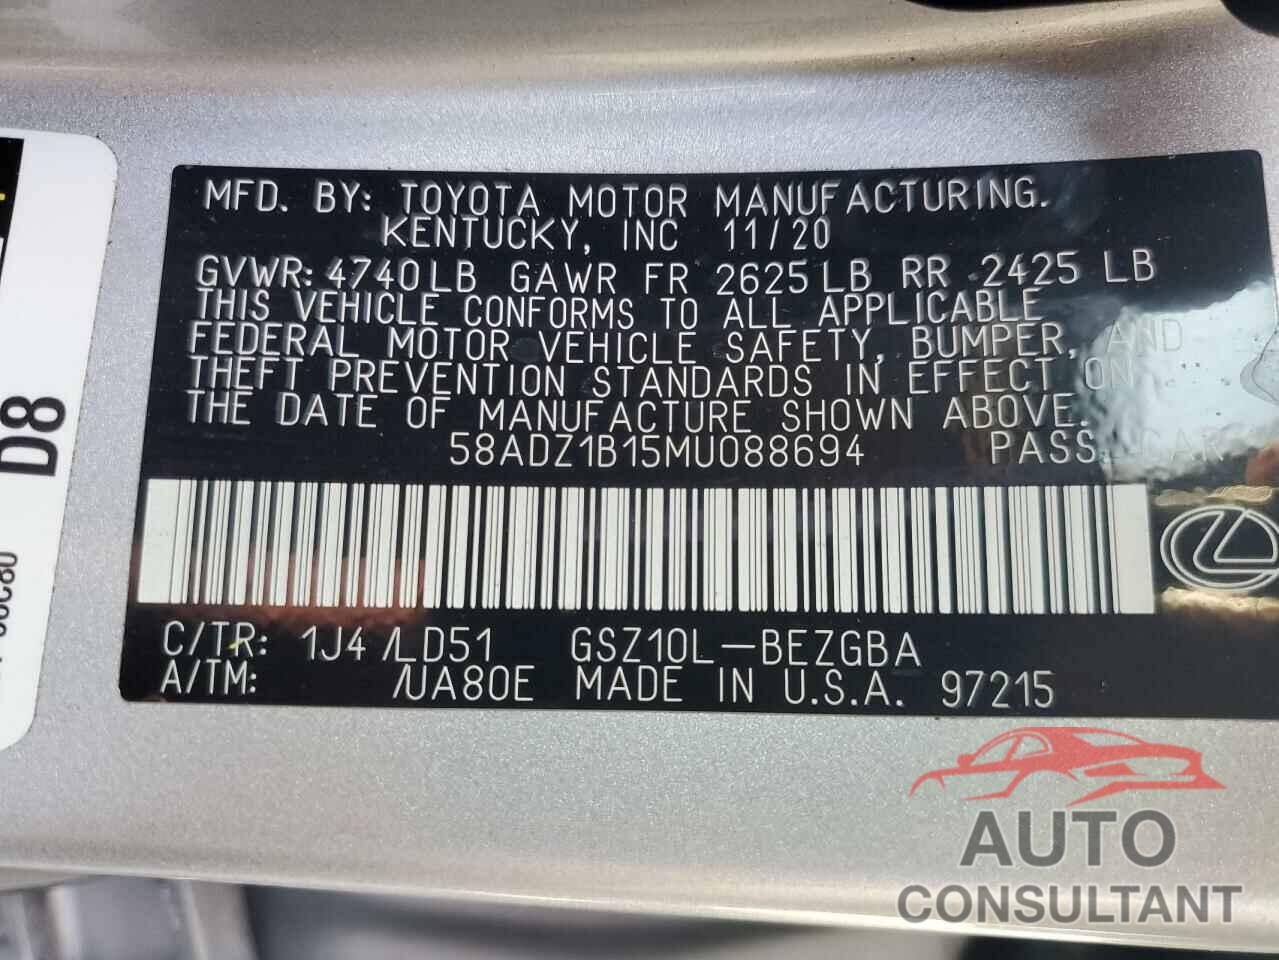 MFD. BY: TOYOTA MOTOR MANUFACTURING.
KENTUCKY, INC 11/20
GVWR: 4740LB GAWR FR 2625LB RR 2425 LB
THIS VEHICLE CONFORMS TO ALL APPLICABLE
FEDERAL MOTOR VEHICLE SAFETY, BUMPER, AND
THEFT PREVENTION STANDARDS IN EFFECT ON
THE DATE OF MANUFACTURE SHOWN ABOVE.
58ADZ1B15MU088694 PASS. CAR
C/TR: 1J4 /LD51 GSZ10L-BEZGBA
A/TM: /UA80E MADE IN U.S.A. 97215
D8
AUTO
CONSULTANT